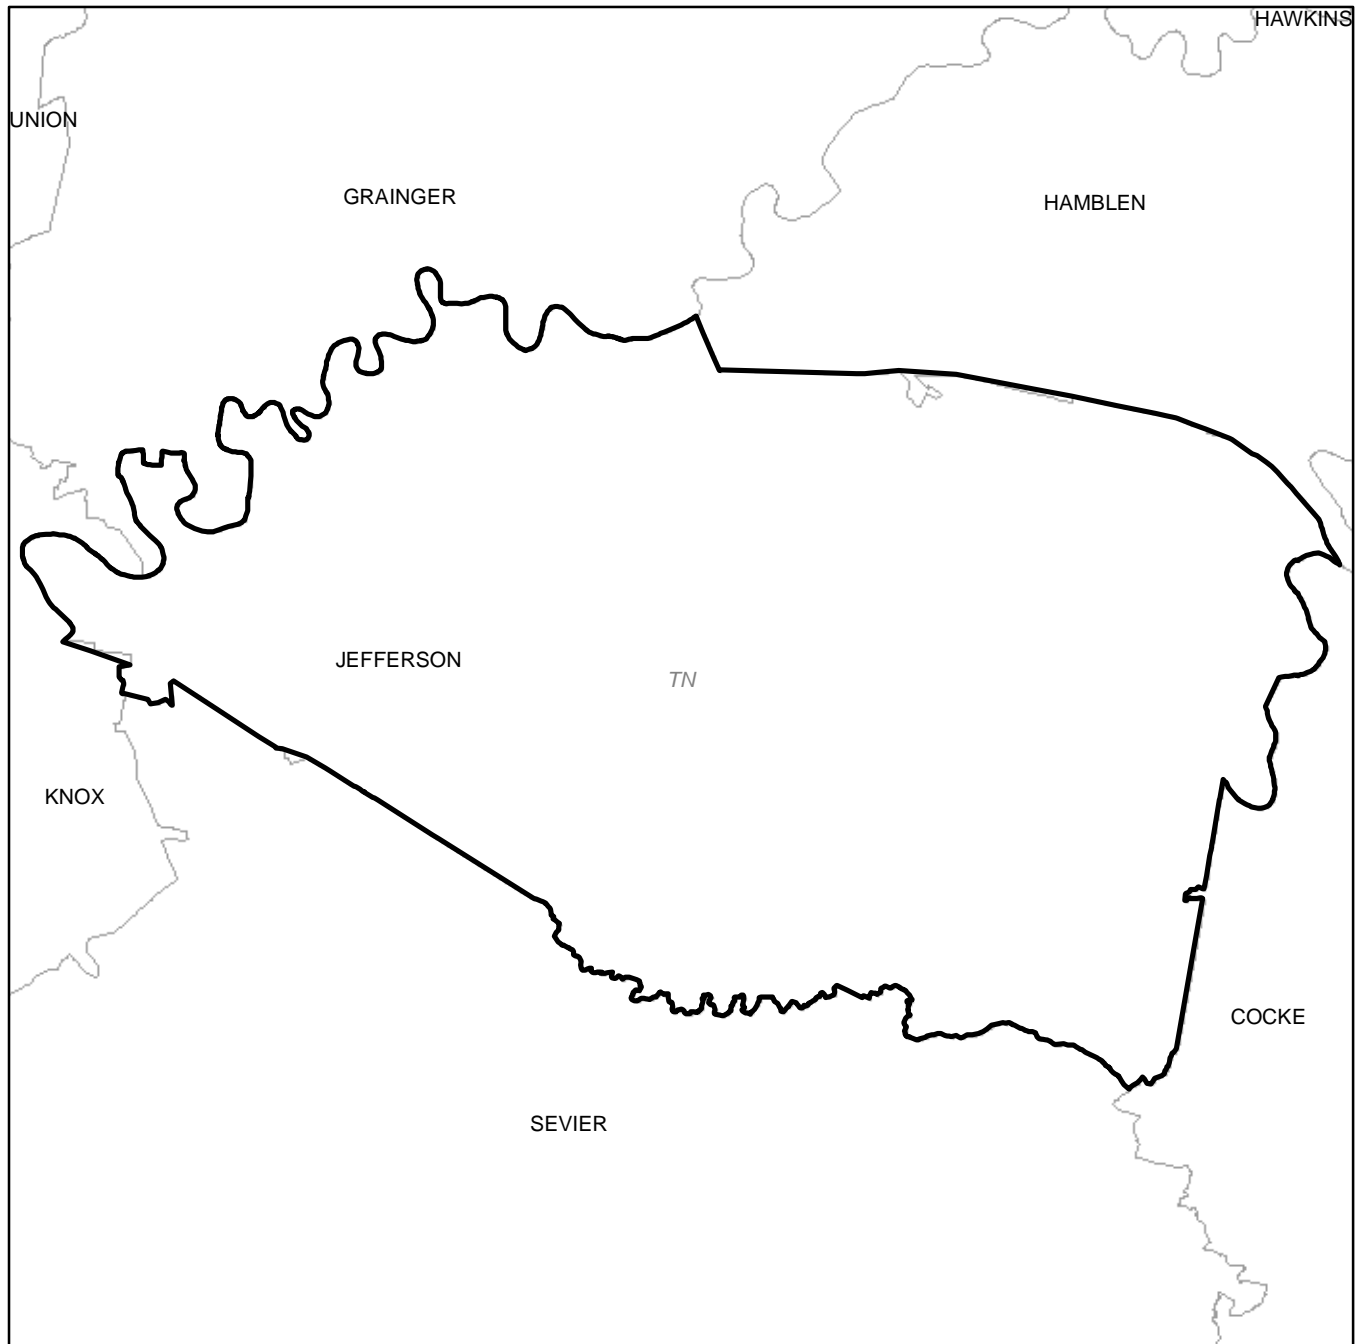 HAWKINS
UNION
GRAINGER
HAMBLEN
JEFFERSON
TN
KNOX
COCKE
SEVIER